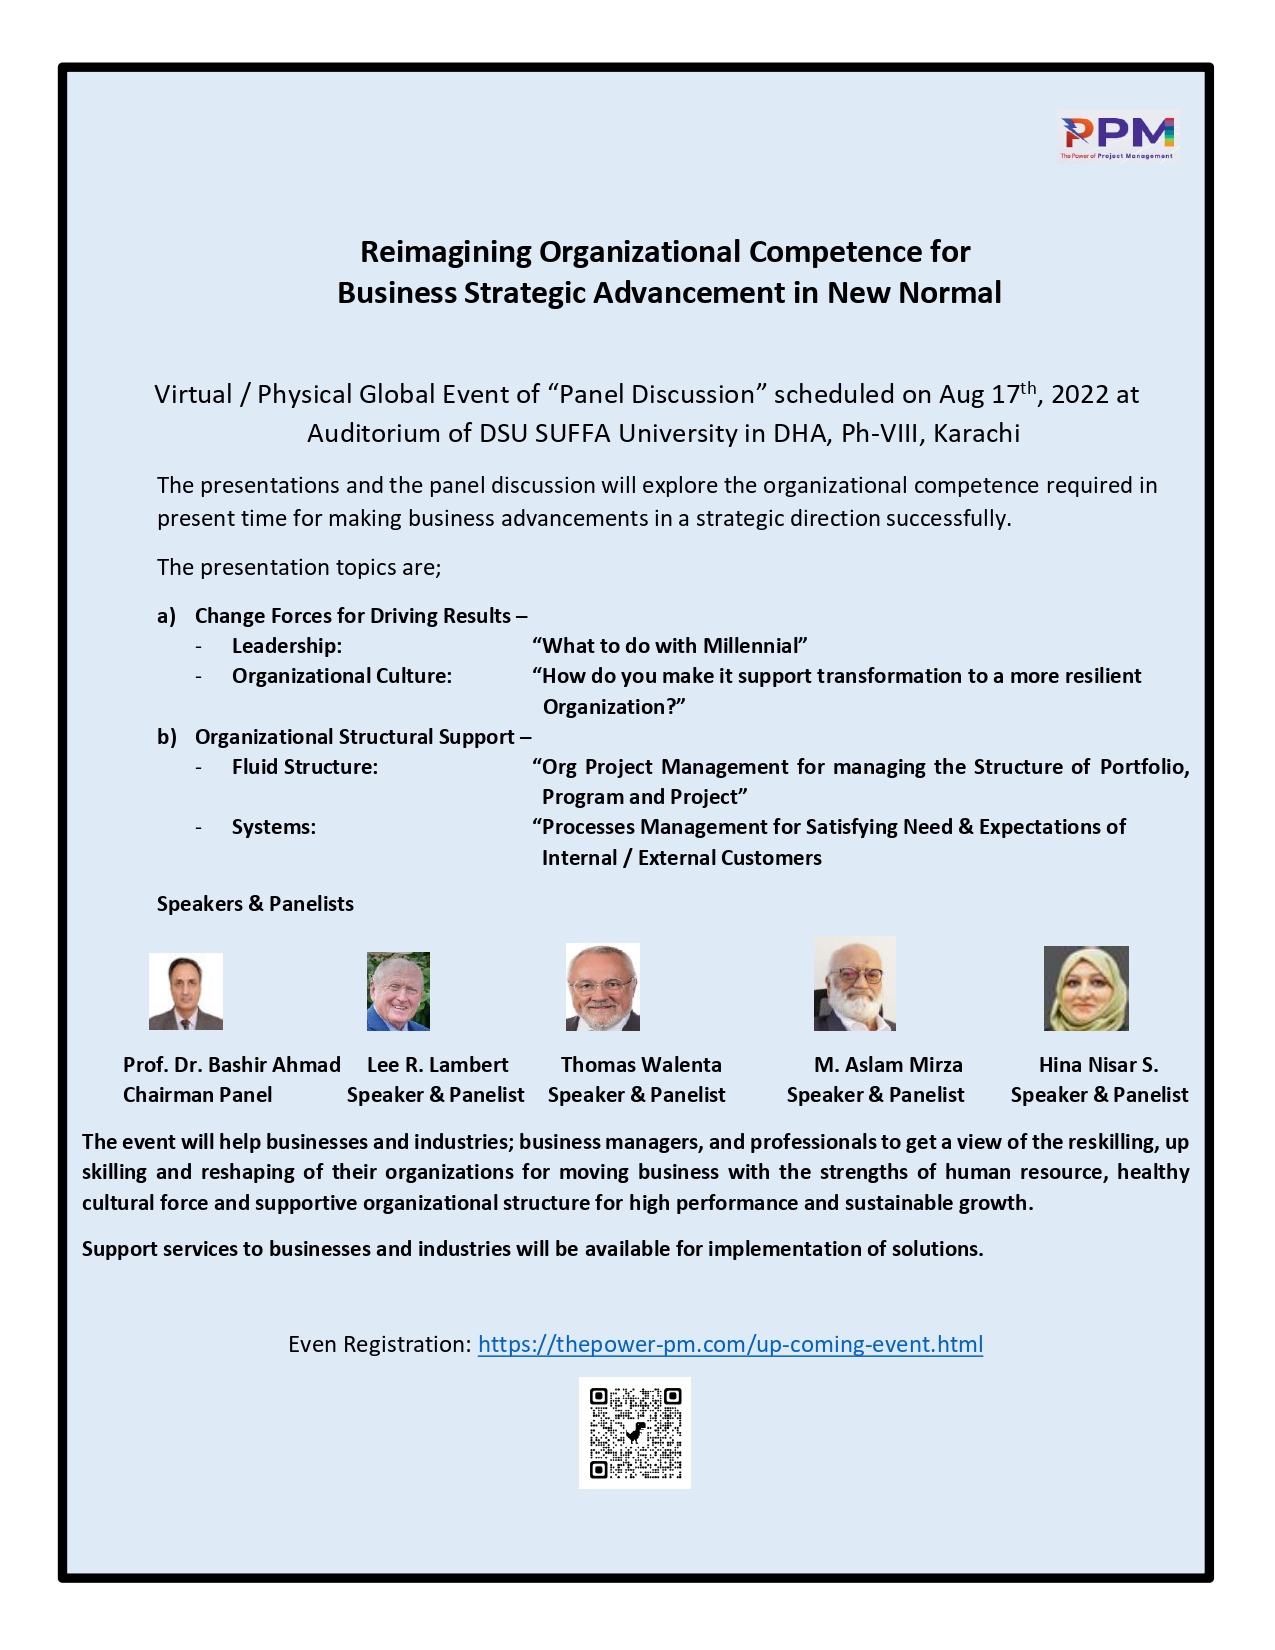 PPM
The Power of Project Management
Reimagining Organizational Competence for
Business Strategic Advancement in New Normal
Virtual / Physical Global Event of “Panel Discussion” scheduled on Aug 17th, 2022 at
Auditorium of DSU SUFFA University in DHA, Ph-VIII, Karachi
The presentations and the panel discussion will explore the organizational competence required in
present time for making business advancements in a strategic direction successfully.
The presentation topics are;
a) Change Forces for Driving Results –
- Leadership: “What to do with Millennial”
- Organizational Culture: “How do you make it support transformation to a more resilient
Organization?”
b) Organizational Structural Support –
- Fluid Structure: “Org Project Management for managing the Structure of Portfolio,
Program and Project”
- Systems: “Processes Management for Satisfying Need & Expectations of
Internal / External Customers
Speakers & Panelists
Prof. Dr. Bashir Ahmad Lee R. Lambert Thomas Walenta M. Aslam Mirza Hina Nisar S.
Chairman Panel Speaker & Panelist Speaker & Panelist Speaker & Panelist Speaker & Panelist
The event will help businesses and industries; business managers, and professionals to get a view of the reskilling, up
skilling and reshaping of their organizations for moving business with the strengths of human resource, healthy
cultural force and supportive organizational structure for high performance and sustainable growth.
Support services to businesses and industries will be available for implementation of solutions.
Even Registration: https://thepower-pm.com/up-coming-event.html